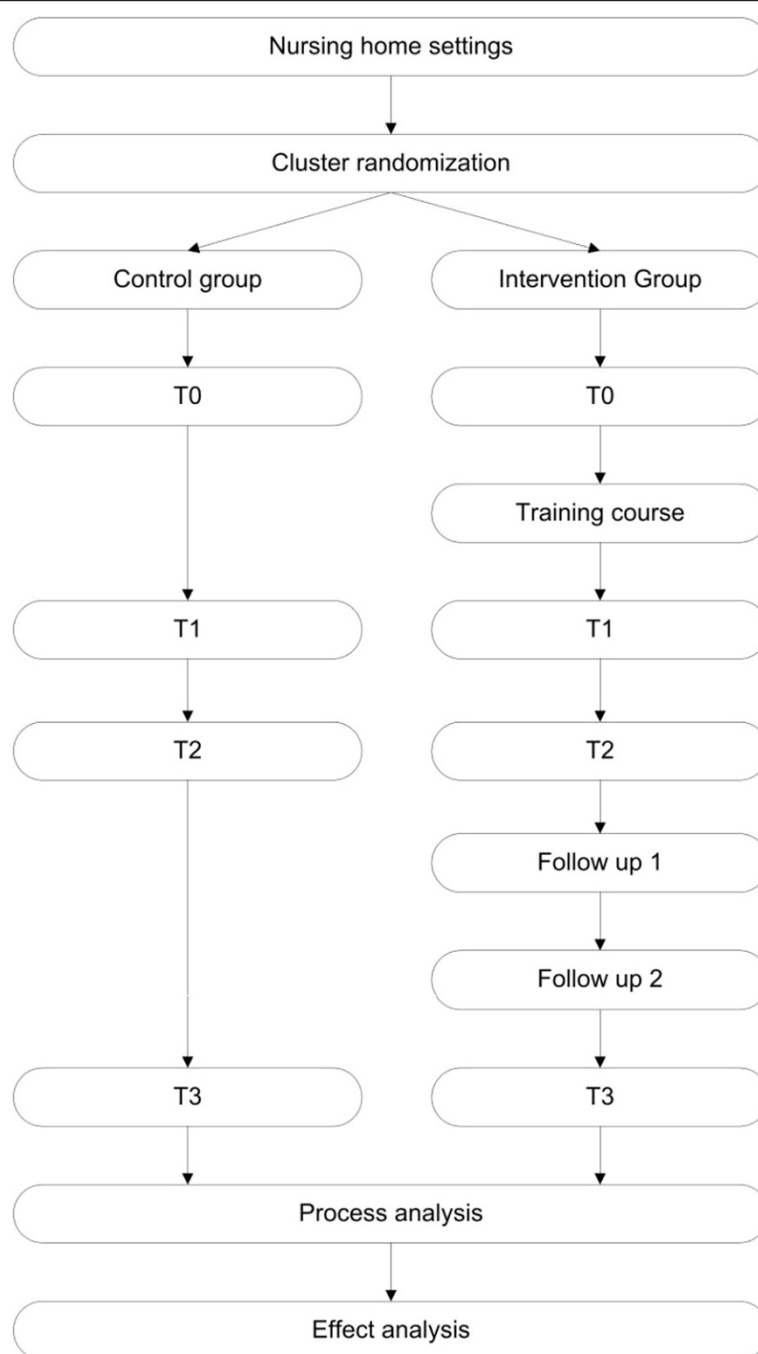 Nursing home settings
Cluster randomization
Control group
Intervention Group
T0
T0
Training course
T1
T1
T2
T2
Follow up 1
Follow up 2
T3
T3
Process analysis
Effect analysis